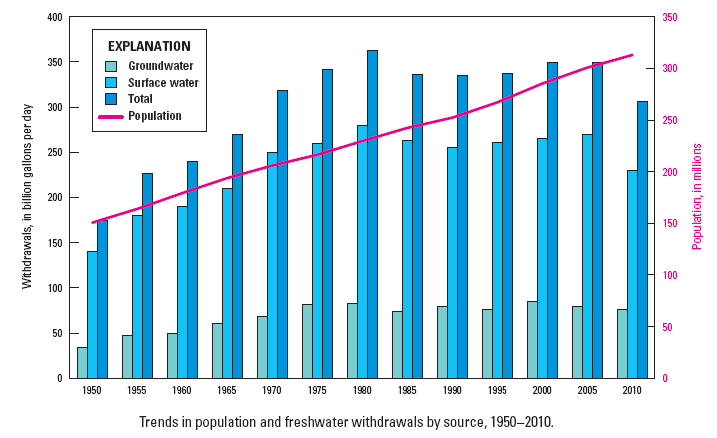 EXPLANATION
Groundwater
Surface water
Total
Population
Withdrawals, in billion gallons per day
400
350
300
250
200
150
100
50
0
350
300
250
200
150
100
50
0
Population, in millions
1950 1955 1960 1965 1970 1975 1980 1985 1990 1995 2000 2005 2010
Trends in population and freshwater withdrawals by source, 1950–2010.